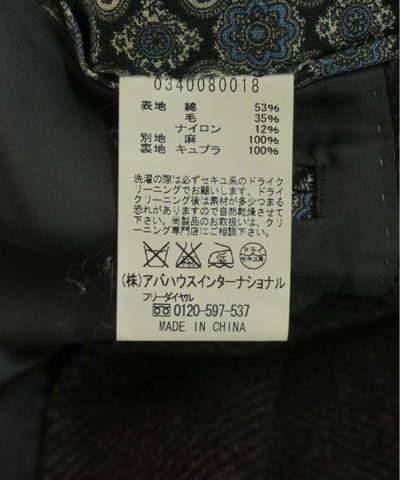 0340080018
表地 綿 53%
毛 35%
ナイロン 12%
別地 麻 100%
裏地 キュプラ 100%
洗濯の際は必ずセキユ系のドライク
リーニングでお願いします。ドライ
クリーニング後は素材が多少つまる
恐れがありますので自然乾燥させて
下さい。尚製品のお取扱いは、クリ
ーニング専門店にご相談下さい。
低 ドライ
セキユ系
(株)アバハウスインターナショナル
フリーダイヤル
0120-597-537
MADE IN CHINA